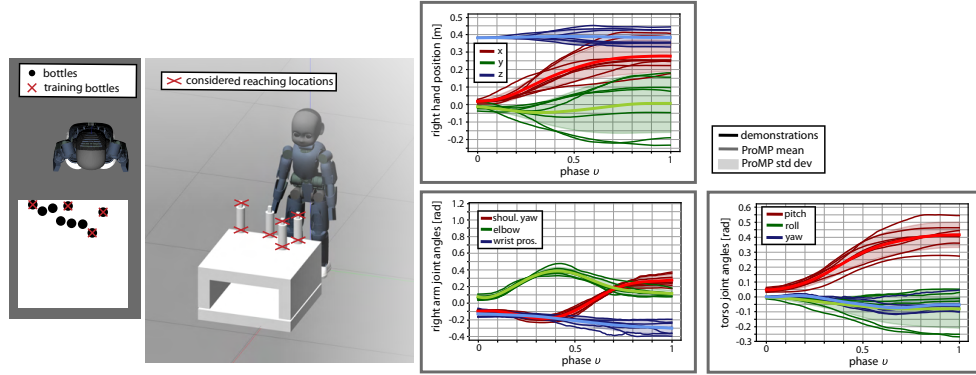 bottles
training bottles
considered reaching locations
right hand position [m]
0.5
0.4
0.3
0.2
0.1
0.0
-0.1
-0.2
x
y
z
0
0.5
1
phase υ
demonstrations
ProMP mean
ProMP std dev
right arm joint angles [rad]
1.2
1.0
0.8
0.6
0.4
0.2
0.0
-0.2
-0.4
shoul. yaw
elbow
wrist pros.
0
0.5
1
phase υ
torso joint angles [rad]
0.6
0.5
0.4
0.3
0.2
0.1
0.0
-0.1
-0.2
-0.3
pitch
roll
yaw
0
0.5
1
phase υ